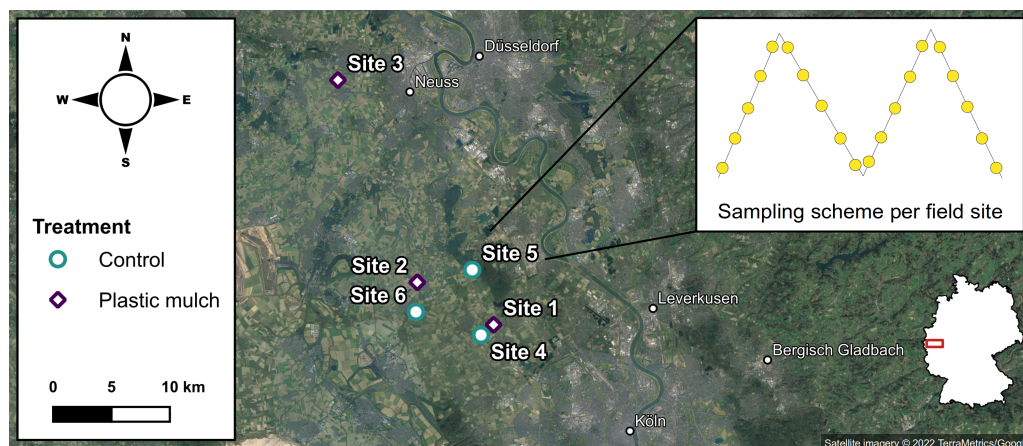 N
W
E
S
Treatment
Control
Plastic mulch
0 5 10 km
Düsseldorf
Site 3
Neuss
Site 5
Site 2
Site 6
Site 1
Site 4
Leverkusen
Bergisch Gladbach
Köln
Sampling scheme per field site
Satellite imagery © 2022 TerraMetrics/Goog